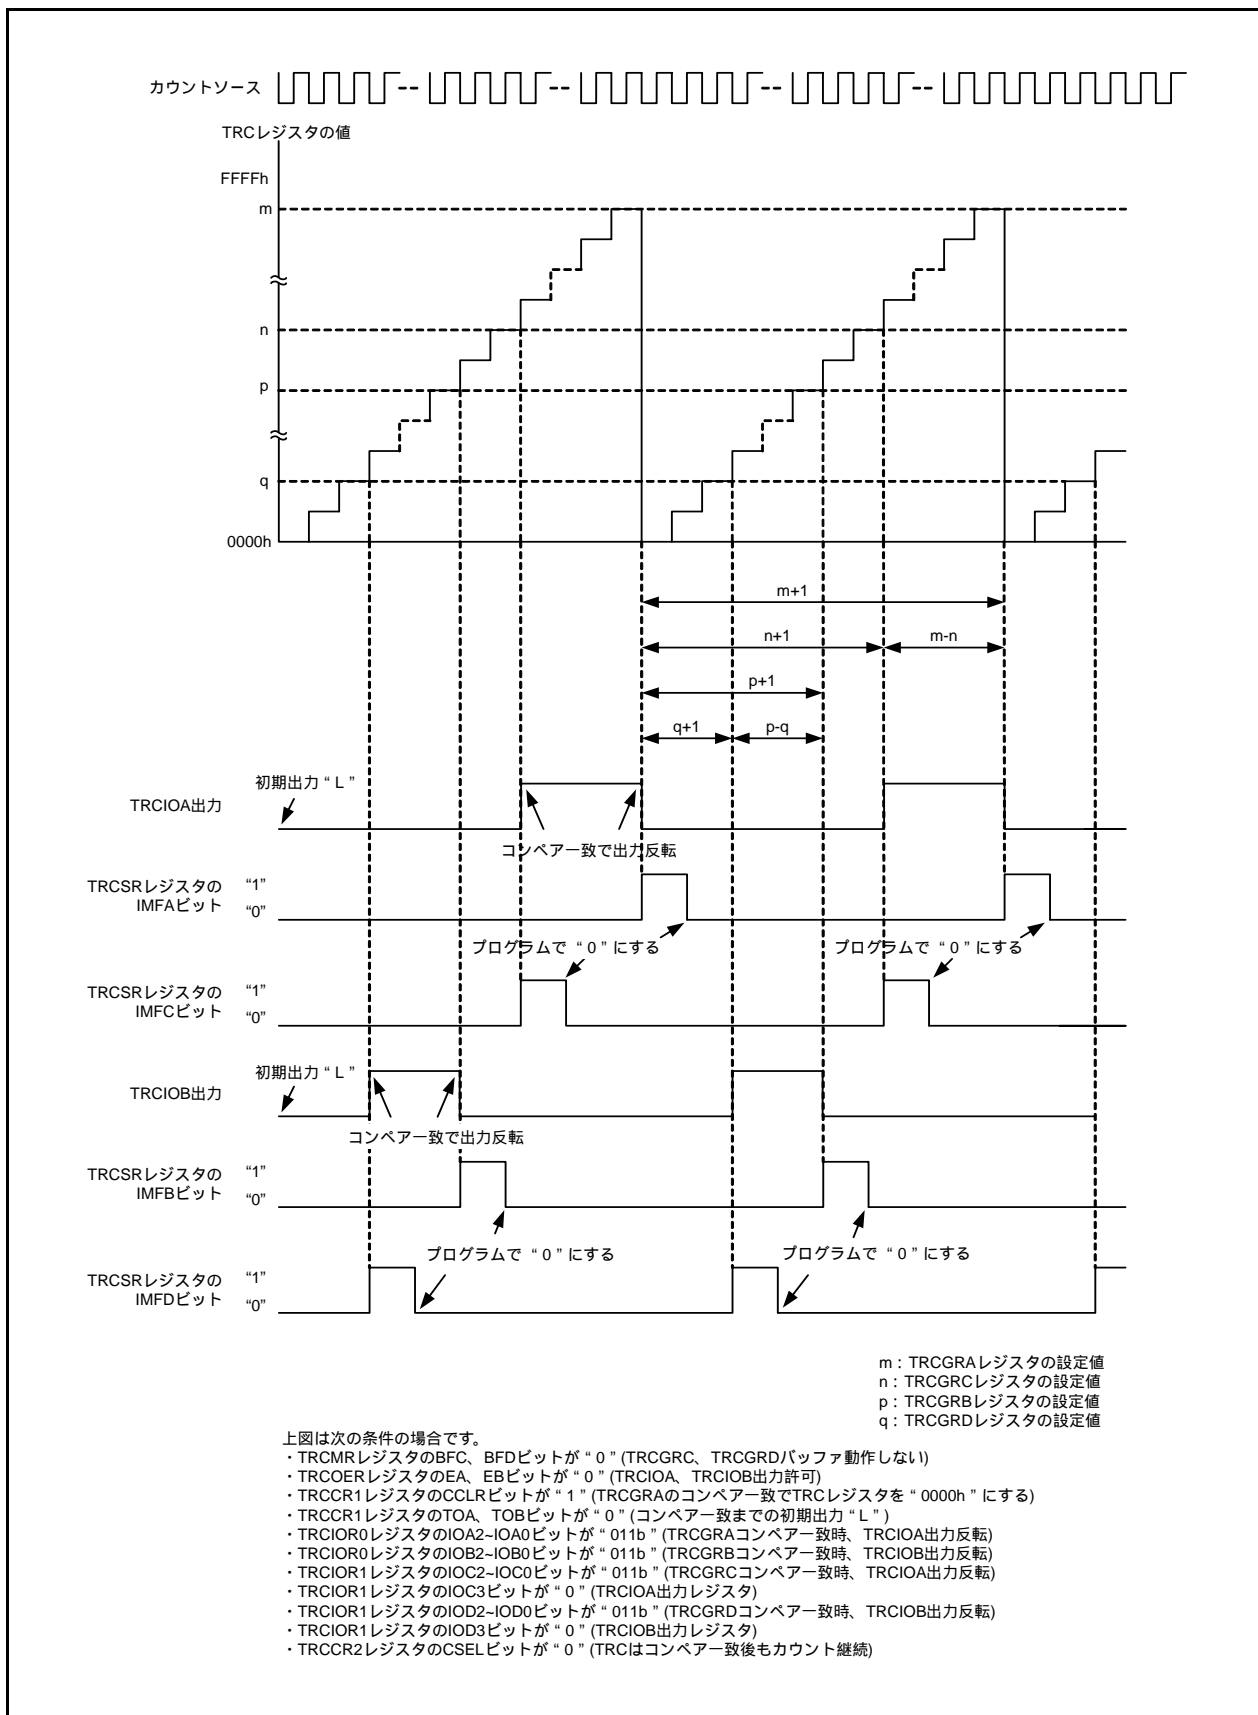 カウントソース
TRCレジスタの値
FFFFh
m
n
p
q
0000h
m+1
n+1
m-n
p+1
q+1
p-q
初期出力 “ L ”
TRCIOA出力
コンペア一致で出力反転
TRCSRレジスタの
IMFAビット
“1”
“0”
プログラムで “ 0 ” にする
プログラムで “ 0 ” にする
TRCSRレジスタの
IMFCビット
“1”
“0”
初期出力 “ L ”
TRCIOB出力
コンペア一致で出力反転
TRCSRレジスタの
IMFBビット
“1”
“0”
プログラムで “ 0 ” にする
プログラムで “ 0 ” にする
TRCSRレジスタの
IMFDビット
“1”
“0”
m : TRCGRAレジスタの設定値
n : TRCGRCレジスタの設定値
p : TRCGRBレジスタの設定値
q : TRCGRDレジスタの設定値
上図は次の条件の場合です。
・TRCMRレジスタのBFC、BFDビットが “ 0 ” (TRCGRC、TRCGRDバッファ動作しない)
・TRCOERレジスタのEA、EBビットが “ 0 ” (TRCIOA、TRCIOB出力許可)
・TRCCR1レジスタのCCLRビットが “ 1 ” (TRCGRAのコンペア一致でTRCレジスタを “ 0000h ” にする)
・TRCCR1レジスタのTOA、TOBビットが “ 0 ” (コンペア一致までの初期出力 “ L ” )
・TRCIOR0レジスタのIOA2~IOA0ビットが “ 011b ” (TRCGRAコンペア一致時、TRCIOA出力反転)
・TRCIOR0レジスタのIOB2~IOB0ビットが “ 011b ” (TRCGRBコンペア一致時、TRCIOB出力反転)
・TRCIOR1レジスタのIOC2~IOC0ビットが “ 011b ” (TRCGRCコンペア一致時、TRCIOA出力反転)
・TRCIOR1レジスタのIOC3ビットが “ 0 ” (TRCIOA出力レジスタ)
・TRCIOR1レジスタのIOD2~IOD0ビットが “ 011b ” (TRCGRDコンペア一致時、TRCIOB出力反転)
・TRCIOR1レジスタのIOD3ビットが “ 0 ” (TRCIOB出力レジスタ)
・TRCCR2レジスタのCSELビットが “ 0 ” (TRCはコンペア一致後もカウント継続)